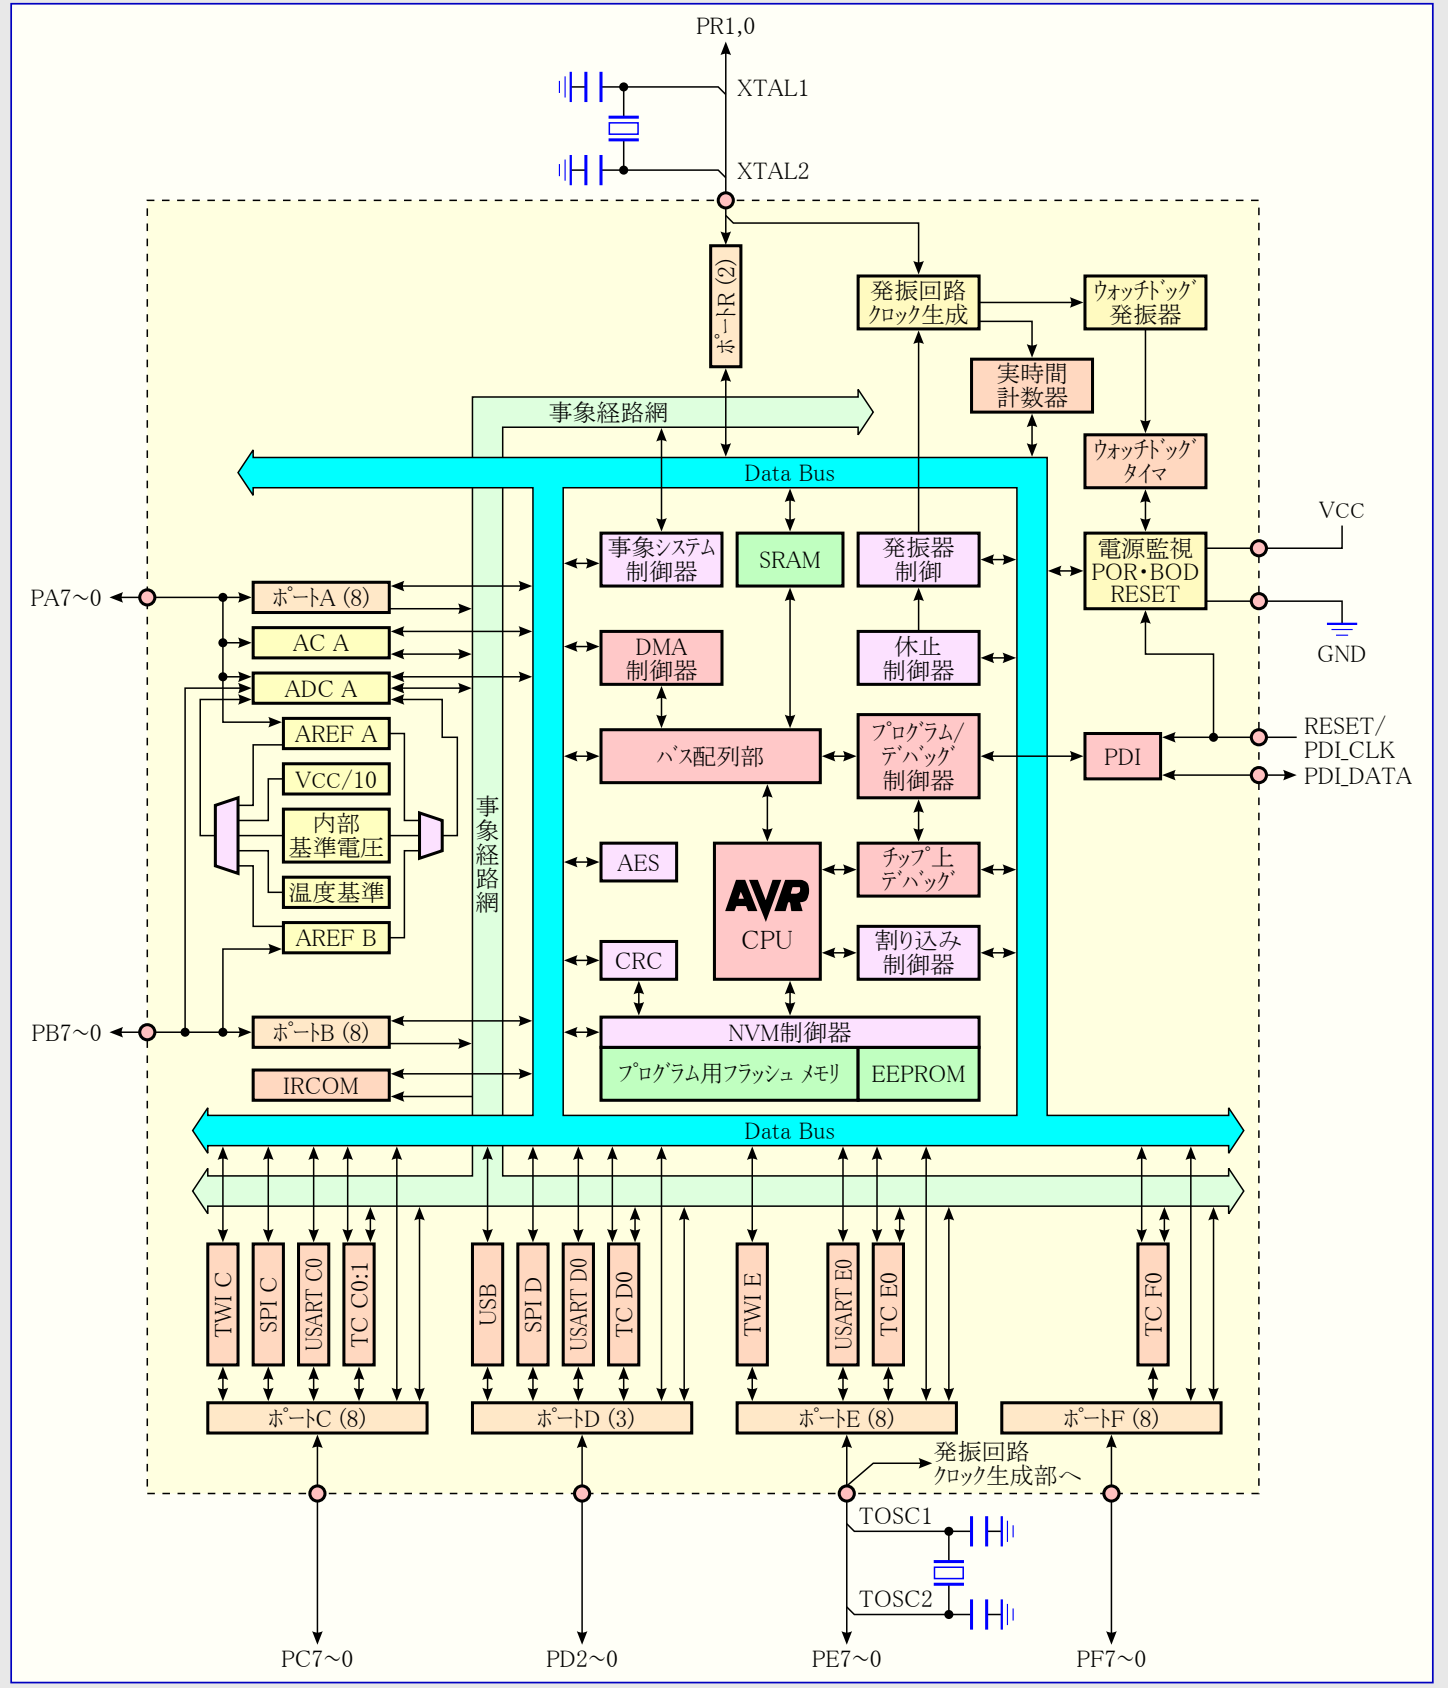 PR1,0
XTAL1
XTAL2
ポートR (2)
発振回路
クロック生成
ウォッチドッグ
発振器
実時間
計数器
事象経路網
ウォッチドッグ
タイマ
Data Bus
VCC
事象システム
制御器
SRAM
発振器
制御
電源監視
POR・BOD
RESET
PA7～0
ポートA (8)
GND
AC A
DMA
制御器
休止
制御器
ADC A
AREF A
バス配列部
プログラム/
デバッグ
制御器
PDI
RESET/
PDI_CLK
PDI_DATA
VCC/10
内部
基準電圧
事象経路網
AES
AVR
CPU
チップ上
デバッグ
温度基準
AREF B
CRC
割り込み
制御器
PB7～0
ポートB (8)
NVM制御器
IRCOM
プログラム用フラッシュ メモリ
EEPROM
Data Bus
TWI C
SPI C
USART C0
TC C0:1
USB
SPI D
USART D0
TC D0
TWI E
USART E0
TC E0
TC F0
ポートC (8)
ポートD (3)
ポートE (8)
ポートF (8)
発振回路
クロック生成部へ
TOSC1
TOSC2
PC7～0
PD2～0
PE7～0
PF7～0